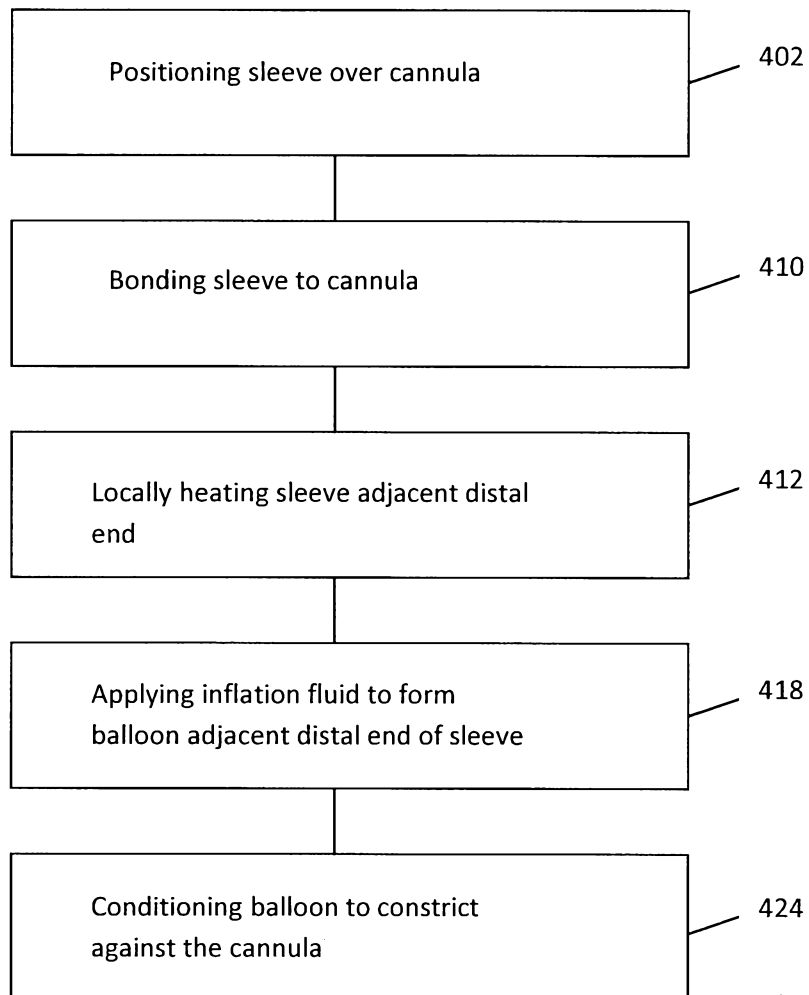 Positioning sleeve over cannula
402
Bonding sleeve to cannula
410
Locally heating sleeve adjacent distal
end
412
Applying inflation fluid to form
balloon adjacent distal end of sleeve
418
Conditioning balloon to constrict
against the cannula
424